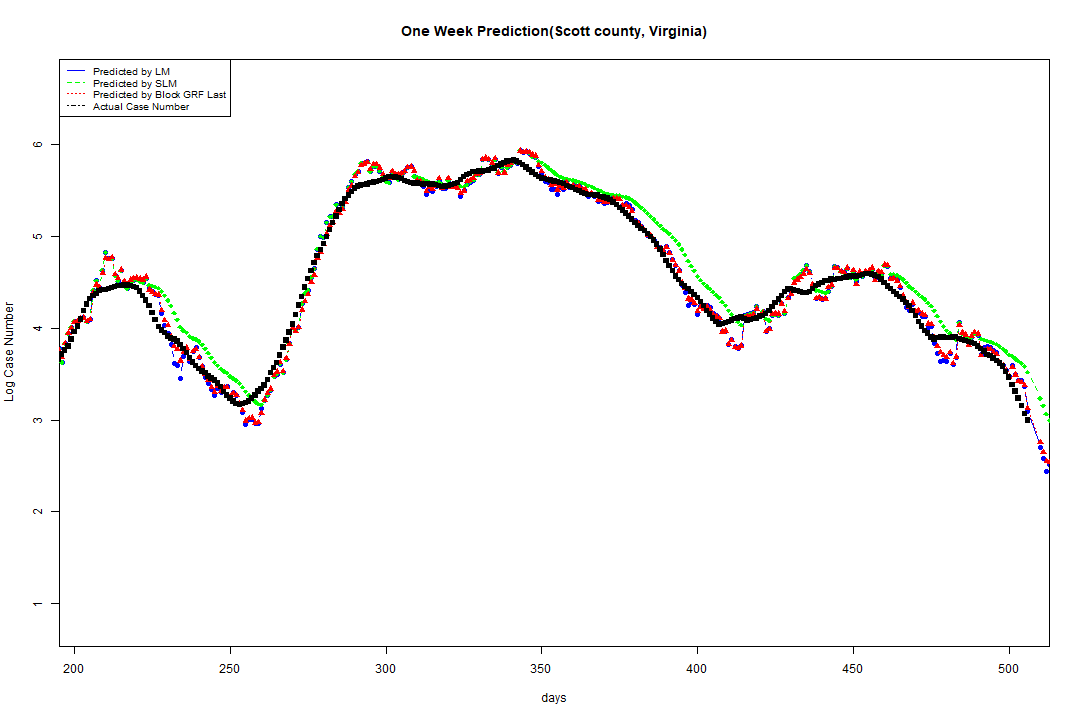 One Week Prediction(Scott county, Virginia)
Predicted by LM
Predicted by SLM
Predicted by Block GRF Last
Actual Case Number
6
5
4
3
2
1
Log Case Number
200 250 300 350 400 450 500
days